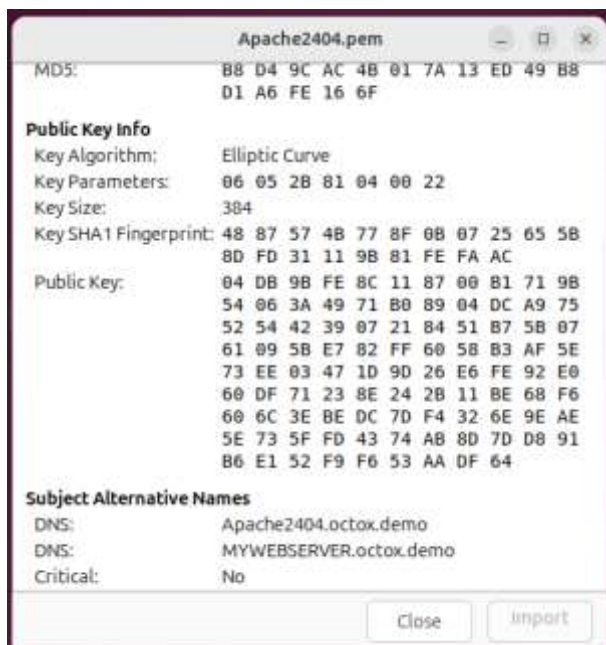 Apache2404.pem
MD5: B8 D4 9C AC 4B 01 7A 13 ED 49 B8
D1 A6 FE 16 6F
Public Key Info
Key Algorithm: Elliptic Curve
Key Parameters: 06 05 2B 81 04 00 22
Key Size: 384
Key SHA1 Fingerprint: 48 87 57 4B 77 8F 0B 07 25 65 5B
8D FD 31 11 9B 81 FE FA AC
Public Key: 04 DB 9B FE 8C 11 87 00 B1 71 9B
54 06 3A 49 71 B0 89 04 DC A9 75
52 54 42 39 07 21 84 51 B7 5B 07
61 09 5B E7 82 FF 60 58 B3 AF 5E
73 EE 03 47 1D 9D 26 E6 FE 92 E0
60 DF 71 23 8E 24 2B 11 BE 68 F6
60 6C 3E BE DC 7D F4 32 6E 9E AE
5E 73 5F FD 43 74 AB 8D 7D D8 91
B6 E1 52 F9 F6 53 AA DF 64
Subject Alternative Names
DNS: Apache2404.octox.demo
DNS: MYWEBSERVER.octox.demo
Critical: No
Close Import